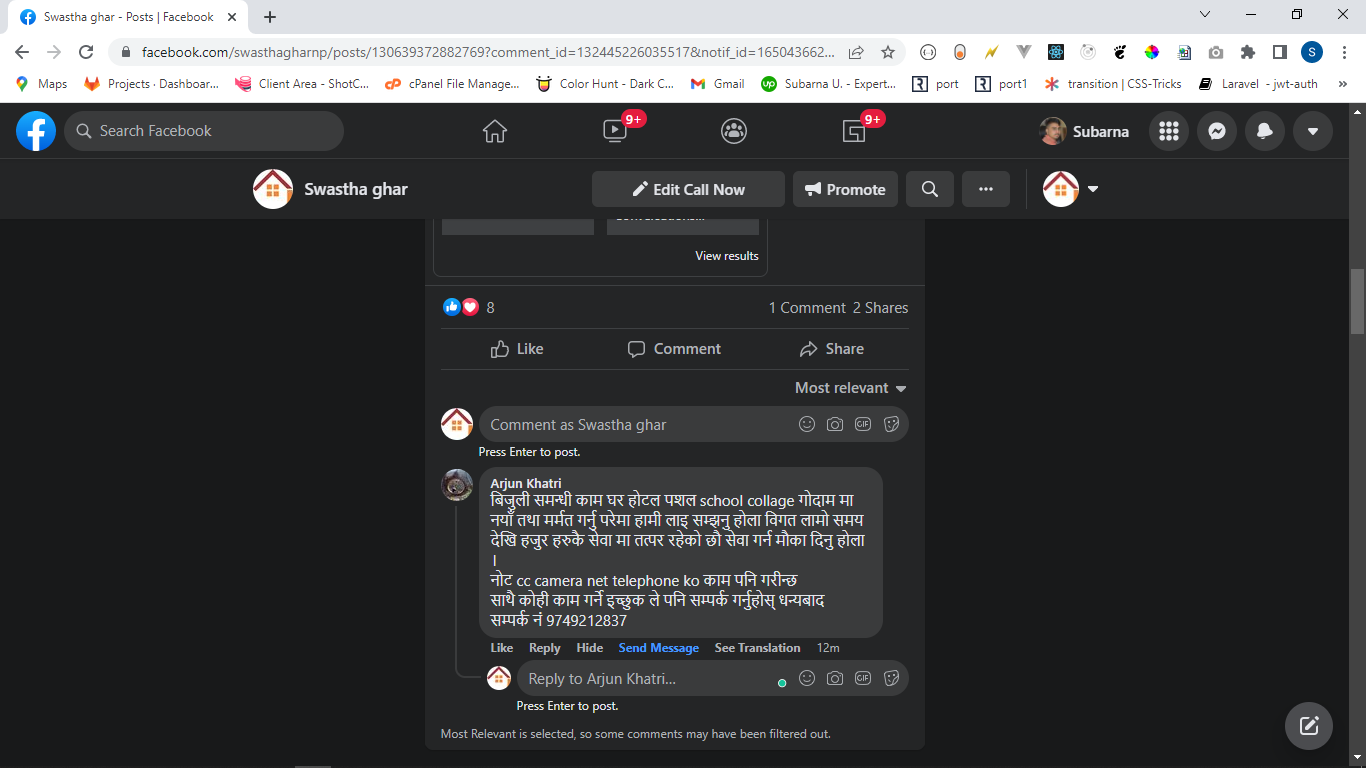 Swastha ghar - Posts | Facebook
facebook.com/swasthagharnp/posts/130639372882769?comment_id=132445226035517&notif_id=165043662...
S
Maps
Projects · Dashboar...
Client Area - ShotC...
cPanel File Manage...
Color Hunt - Dark C...
Gmail
Subarna U. - Expert...
port
port1
transition | CSS-Tricks
Laravel - jwt-auth
Search Facebook
9+
9+
Subarna
Swastha ghar
Edit Call Now
Promote
View results
8
1 Comment 2 Shares
Like
Comment
Share
Most relevant
Comment as Swastha ghar
GIF
Press Enter to post.
Arjun Khatri
बिजुली समन्धी काम घर होटल पशल school collage गोदाम मा
नयाँ तथा मर्मत गर्नु परेमा हामी लाइ सम्झनु होला विगत लामो समय
देखि हजुर हरुकै सेवा मा तत्पर रहेको छौ सेवा गर्न मौका दिनु होला
।
नोट cc camera net telephone ko काम पनि गरीन्छ
साथै कोही काम गर्ने इच्छुक ले पनि सम्पर्क गर्नुहोस् धन्यबाद
सम्पर्क नं 9749212837
Like Reply Hide Send Message See Translation 12m
Reply to Arjun Khatri...
GIF
Press Enter to post.
Most Relevant is selected, so some comments may have been filtered out.